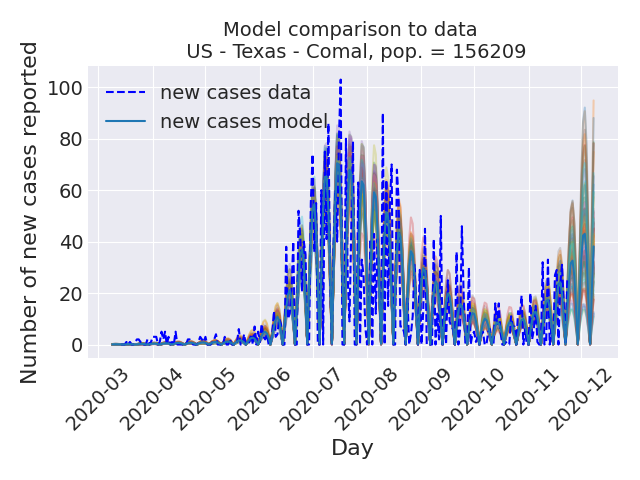 Model comparison to data
US - Texas - Comal, pop. = 156209
Number of new cases reported
100
80
60
40
20
0
new cases data
new cases model
2020-03
2020-04
2020-05
2020-06
2020-07
2020-08
2020-09
2020-10
2020-11
2020-12
Day